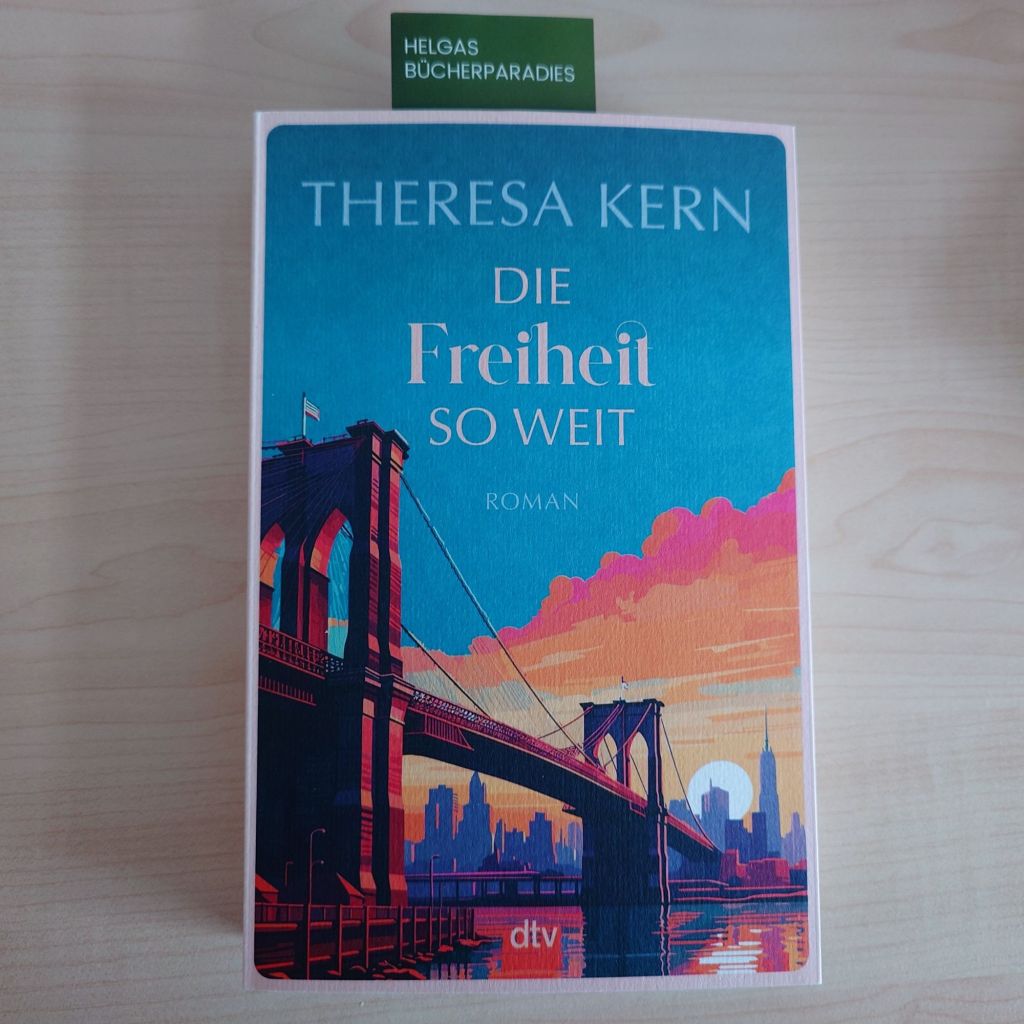 HELGAS
BÜCHERPARADIES
THERESA KERN
DIE
Freiheit
SO WEIT
ROMAN
dtv